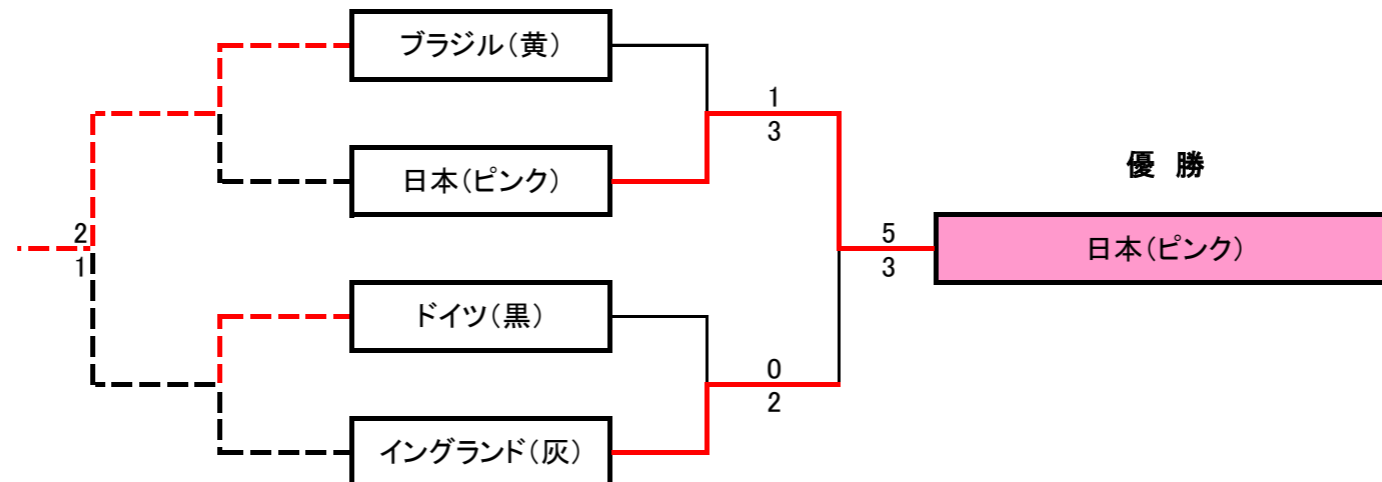 ブラジル(黄)
1
3
日本(ピンク)
優 勝
2
1
5
3
日本(ピンク)
ドイツ(黒)
0
2
イングランド(灰)